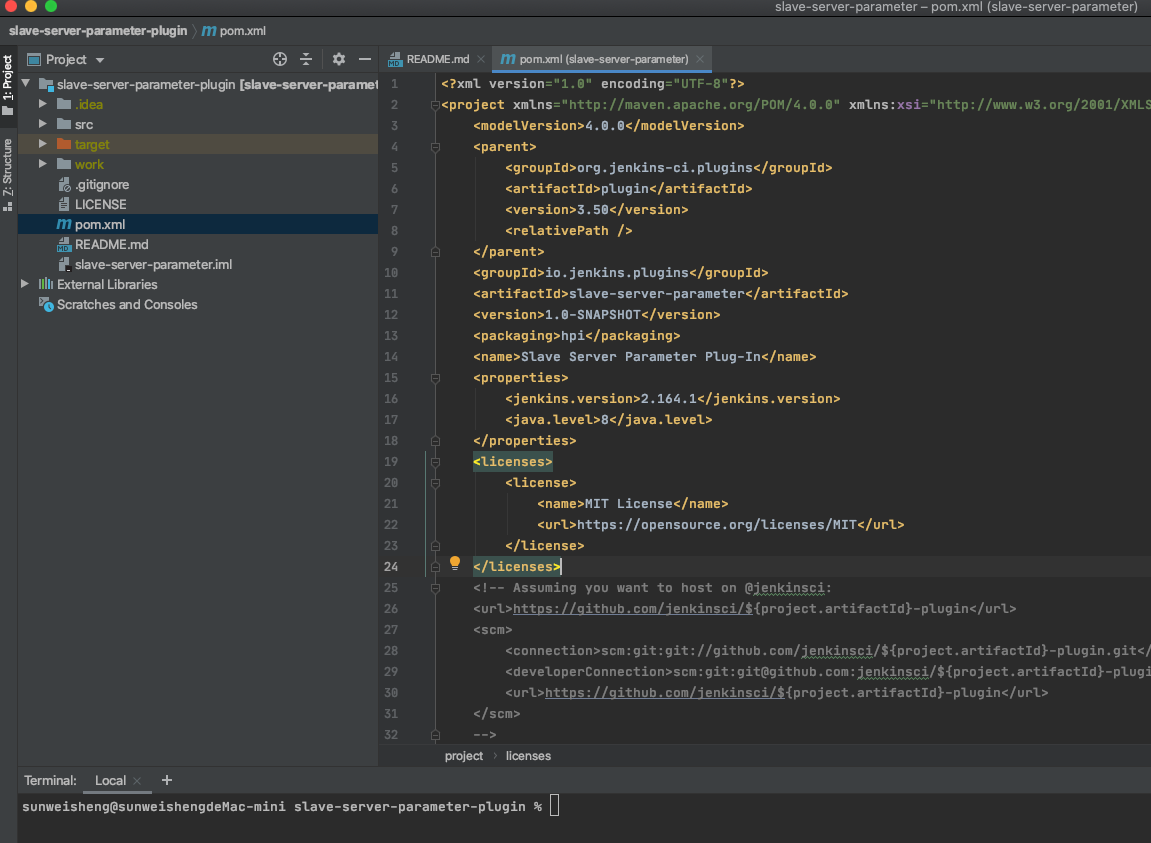 slave-server-parameter – pom.xml (slave-server-parameter)
slave-server-parameter-plugin pom.xml
Project
README.md
pom.xml (slave-server-parameter)
1: Project
7: Structure
slave-server-parameter-plugin [slave-server-paramet
.idea
src
target
work
.gitignore
LICENSE
pom.xml
README.md
slave-server-parameter.iml
External Libraries
Scratches and Consoles
1 <?xml version="1.0" encoding="UTF-8"?>
2 <project xmlns="http://maven.apache.org/POM/4.0.0" xmlns:xsi="http://www.w3.org/2001/XMLS
3 <modelVersion>4.0.0</modelVersion>
4 <parent>
5 <groupId>org.jenkins-ci.plugins</groupId>
6 <artifactId>plugin</artifactId>
7 <version>3.50</version>
8 <relativePath />
9 </parent>
10 <groupId>io.jenkins.plugins</groupId>
11 <artifactId>slave-server-parameter</artifactId>
12 <version>1.0-SNAPSHOT</version>
13 <packaging>hpi</packaging>
14 <name>Slave Server Parameter Plug-In</name>
15 <properties>
16 <jenkins.version>2.164.1</jenkins.version>
17 <java.level>8</java.level>
18 </properties>
19 <licenses>
20 <license>
21 <name>MIT License</name>
22 <url>https://opensource.org/licenses/MIT</url>
23 </license>
24 </licenses>
25 <!-- Assuming you want to host on @jenkinsci:
26 <url>https://github.com/jenkinsci/${project.artifactId}-plugin</url>
27 <scm>
28 <connection>scm:git:git://github.com/jenkinsci/${project.artifactId}-plugin.git</
29 <developerConnection>scm:git:git@github.com:jenkinsci/${project.artifactId}-plugi
30 <url>https://github.com/jenkinsci/${project.artifactId}-plugin</url>
31 </scm>
32 -->
project › licenses
Terminal: Local +
sunweisheng@sunweishengdeMac-mini slave-server-parameter-plugin %